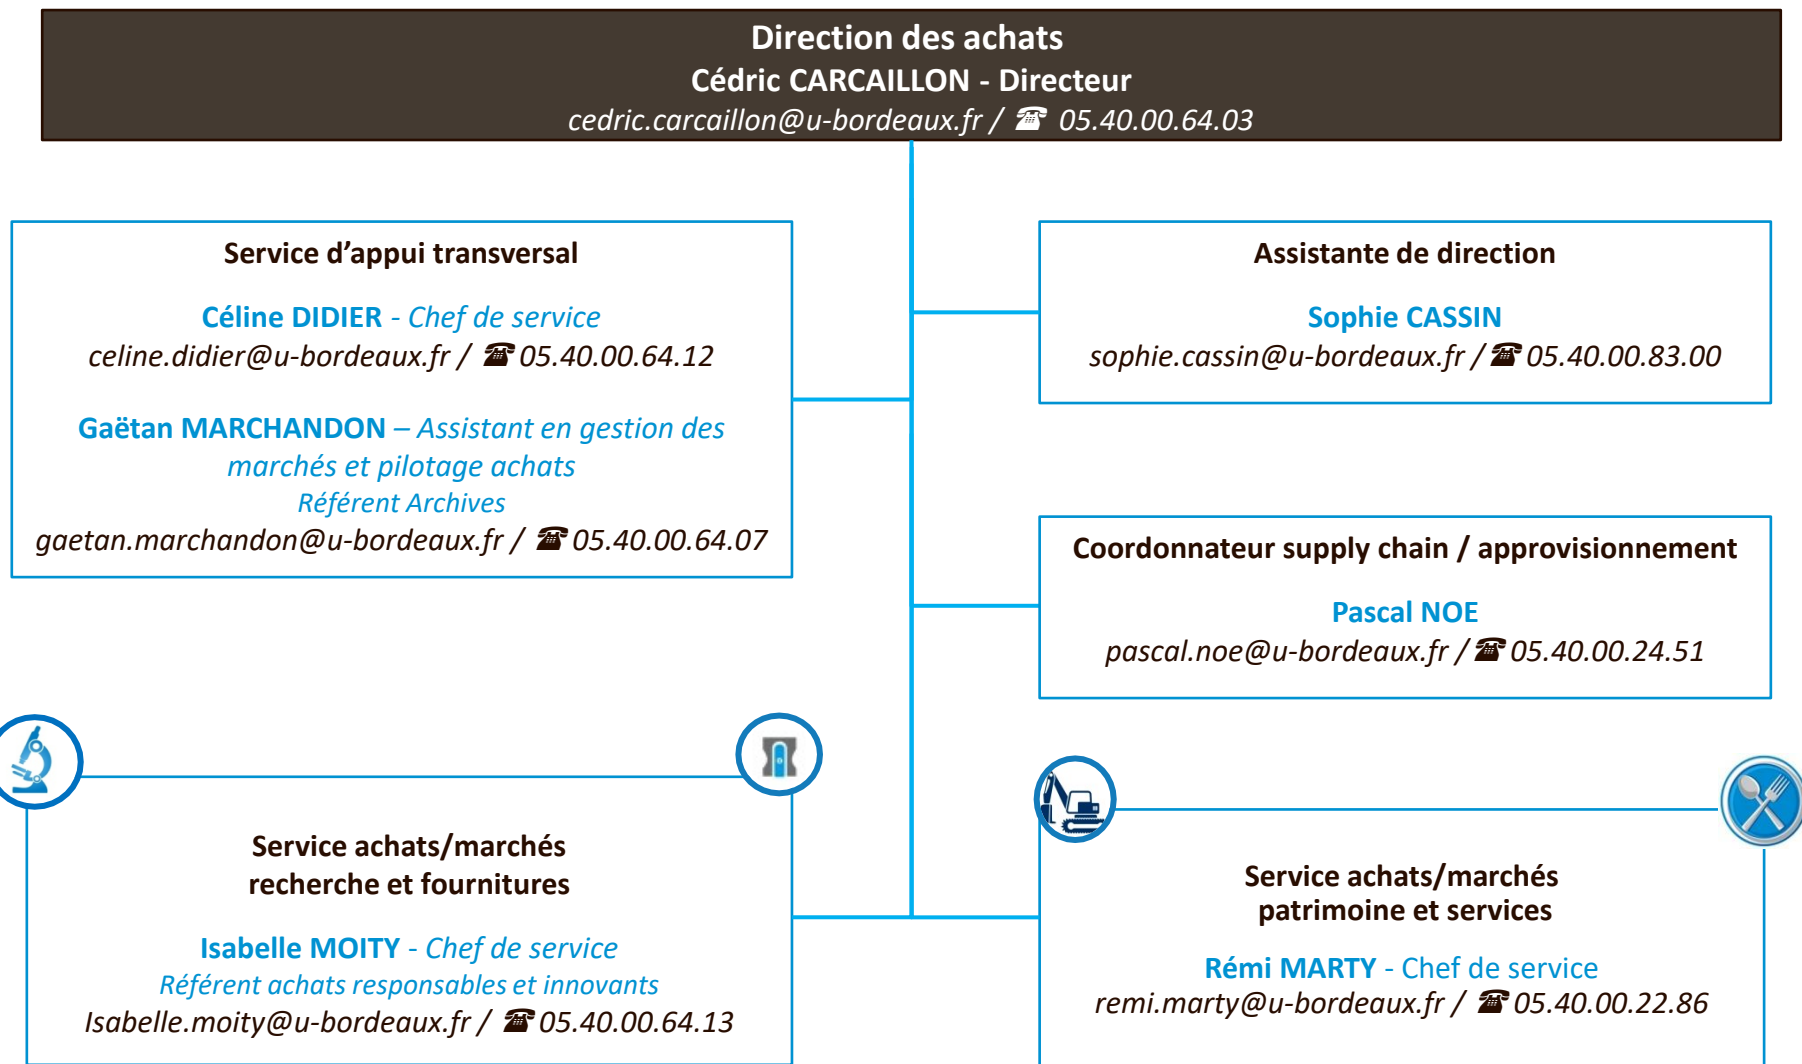 Direction des achats
Cédric CARCAILLON - Directeur
cedric.carcaillon@u-bordeaux.fr / ☎ 05.40.00.64.03
Service d’appui transversal
Céline DIDIER - Chef de service
celine.didier@u-bordeaux.fr / ☎ 05.40.00.64.12
Gaëtan MARCHANDON – Assistant en gestion des
marchés et pilotage achats
Référent Archives
gaetan.marchandon@u-bordeaux.fr / ☎ 05.40.00.64.07
Assistante de direction
Sophie CASSIN
sophie.cassin@u-bordeaux.fr / ☎ 05.40.00.83.00
Coordonnateur supply chain / approvisionnement
Pascal NOE
pascal.noe@u-bordeaux.fr / ☎ 05.40.00.24.51
Service achats/marchés
recherche et fournitures
Isabelle MOITY - Chef de service
Référent achats responsables et innovants
Isabelle.moity@u-bordeaux.fr / ☎ 05.40.00.64.13
Service achats/marchés
patrimoine et services
Rémi MARTY - Chef de service
remi.marty@u-bordeaux.fr / ☎ 05.40.00.22.86